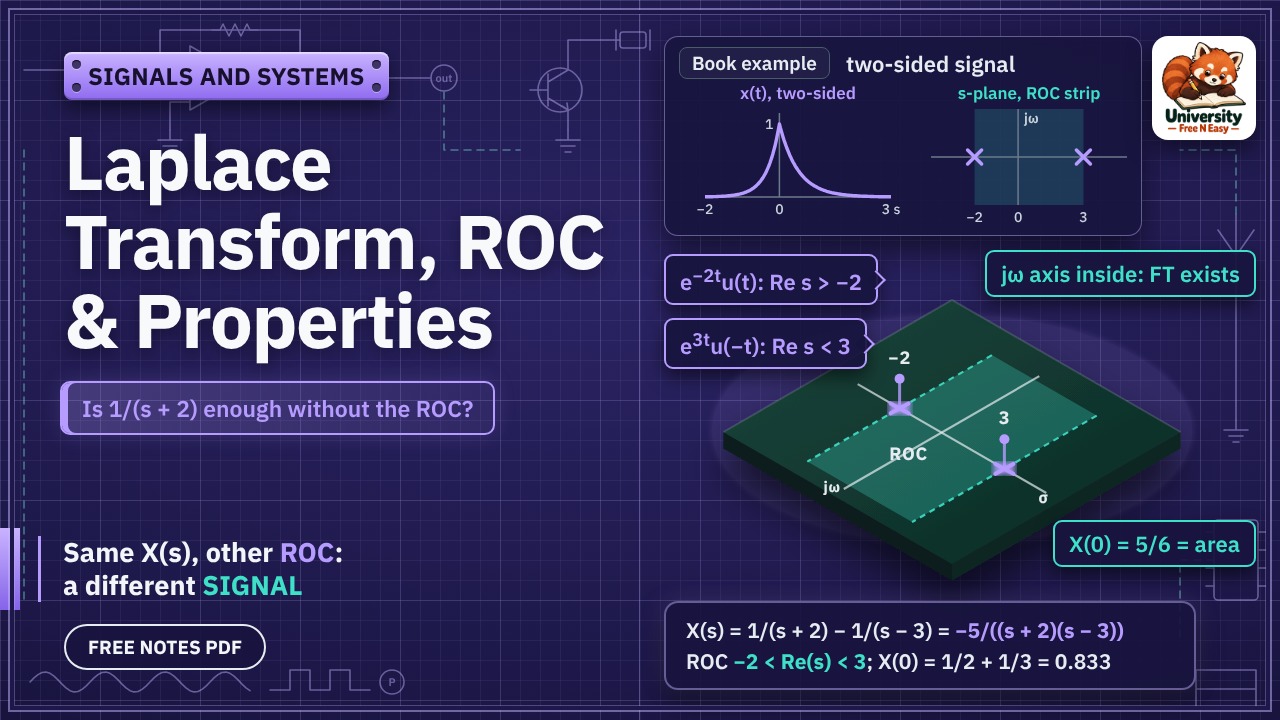 SIGNALS AND SYSTEMS
out
Laplace
Transform, ROC
& Properties
Is 1/(s + 2) enough without the ROC?
Same X(s), other ROC:
a different SIGNAL
FREE NOTES PDF
P
Book example two-sided signal
x(t), two-sided
1
−2 0 3 s
s-plane, ROC strip
jω
−2 0 3
University
Free N Easy
e⁻²ᵗu(t): Re s > −2
jω axis inside: FT exists
e³ᵗu(−t): Re s < 3
−2
3
ROC
jω
σ
X(0) = 5/6 = area
X(s) = 1/(s + 2) − 1/(s − 3) = −5/((s + 2)(s − 3))
ROC −2 < Re(s) < 3; X(0) = 1/2 + 1/3 = 0.833